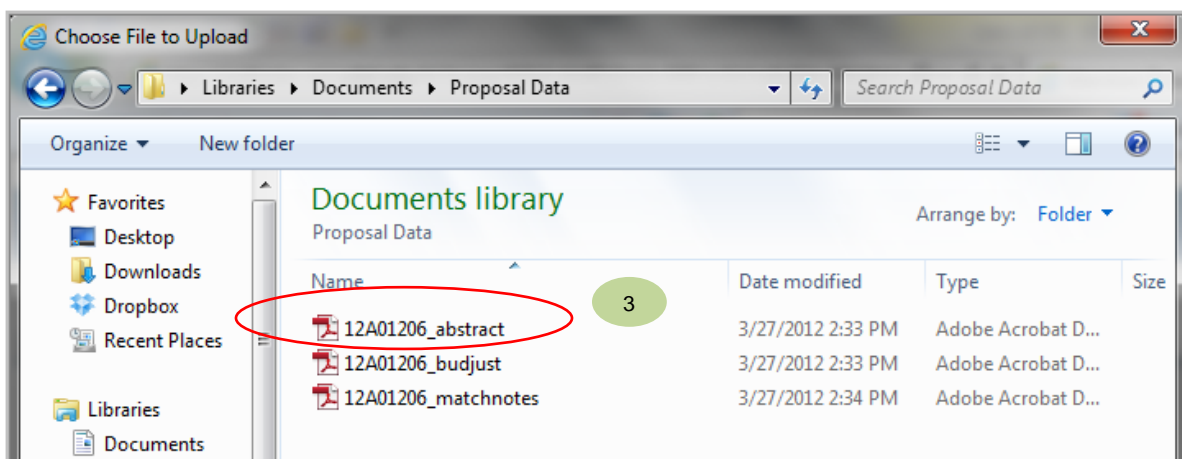 Choose File to Upload
x
Libraries Documents Proposal Data Search Proposal Data
Organize New folder ?
Favorites
Desktop
Downloads
Dropbox
Recent Places
Libraries
Documents
Documents library
Proposal Data
Arrange by: Folder
Name Date modified Type Size
3
12A01206_abstract 3/27/2012 2:33 PM Adobe Acrobat D...
12A01206_budjust 3/27/2012 2:33 PM Adobe Acrobat D...
12A01206_matchnotes 3/27/2012 2:34 PM Adobe Acrobat D...